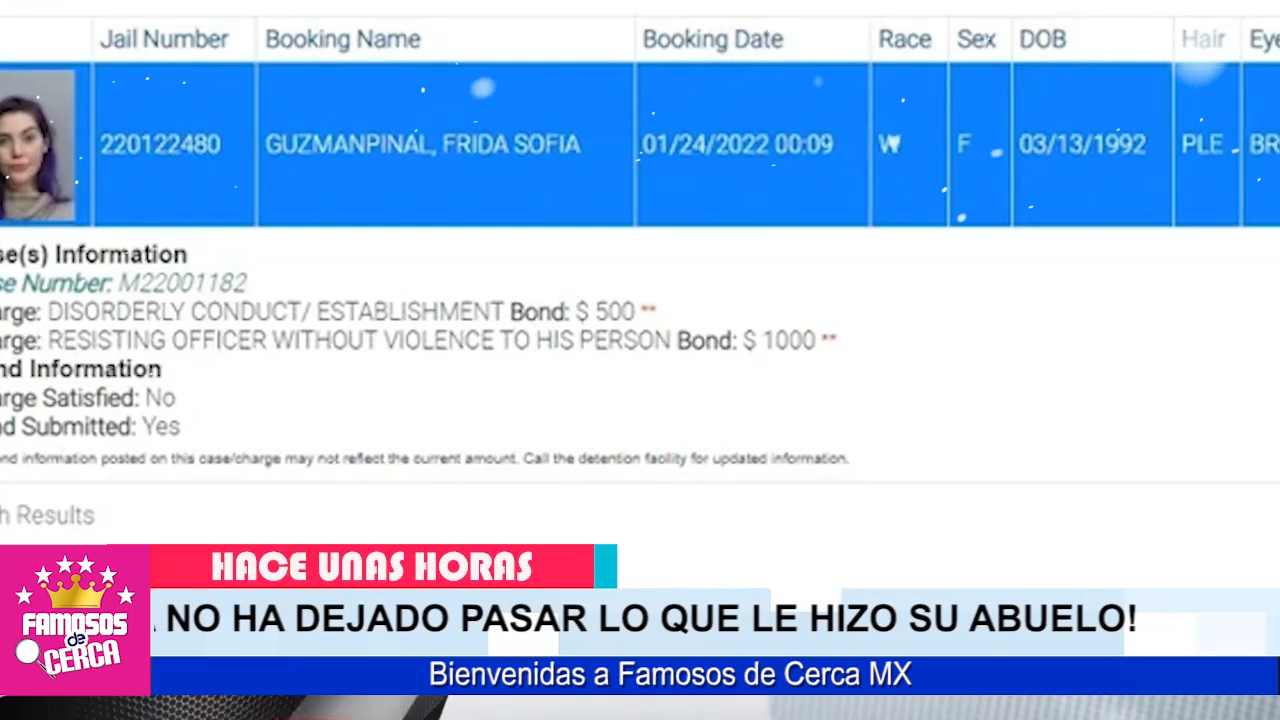 Jail Number Booking Name Booking Date Race Sex DOB Hair Eye
220122480 GUZMANPINAL, FRIDA SOFIA 01/24/2022 00:09 W F 03/13/1992 PLE BR
se(s) Information
se Number: M22001182
arge: DISORDERLY CONDUCT/ ESTABLISHMENT Bond: $ 500 **
arge: RESISTING OFFICER WITHOUT VIOLENCE TO HIS PERSON Bond: $ 1000 **
nd Information
arge Satisfied: No
nd Submitted: Yes
ond information posted on this case/charge may not reflect the current amount. Call the detention facility for updated information.
h Results
HACE UNAS HORAS
NO HA DEJADO PASAR LO QUE LE HIZO SU ABUELO!
FAMOSOS
de
CERCA
Bienvenidas a Famosos de Cerca MX